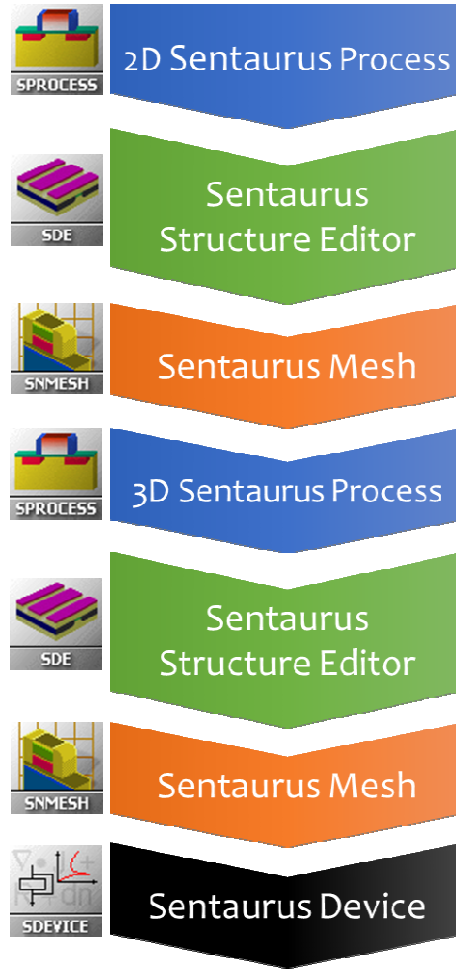 SPROCESS
2D Sentaurus Process
SDE
Sentaurus
Structure Editor
SNMESH
Sentaurus Mesh
SPROCESS
3D Sentaurus Process
SDE
Sentaurus
Structure Editor
SNMESH
Sentaurus Mesh
SDEVICE
Sentaurus Device